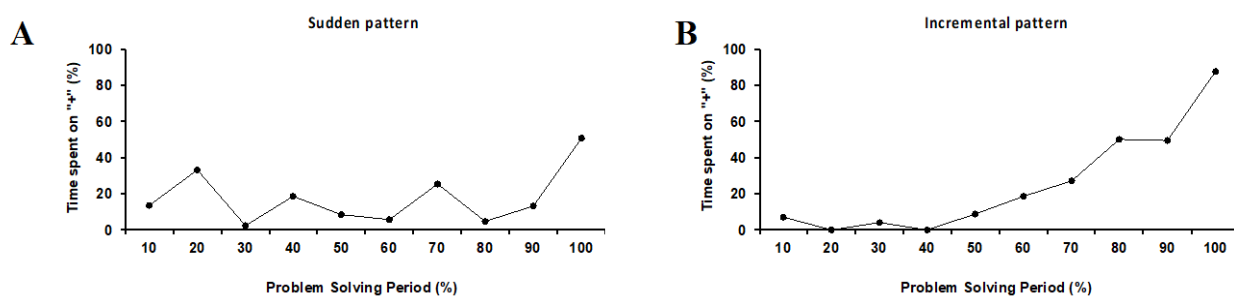 A
Sudden pattern
Time spent on "+" (%)
100
80
60
40
20
0
10 20 30 40 50 60 70 80 90 100
Problem Solving Period (%)
B
Incremental pattern
Time spent on "+" (%)
100
80
60
40
20
0
10 20 30 40 50 60 70 80 90 100
Problem Solving Period (%)